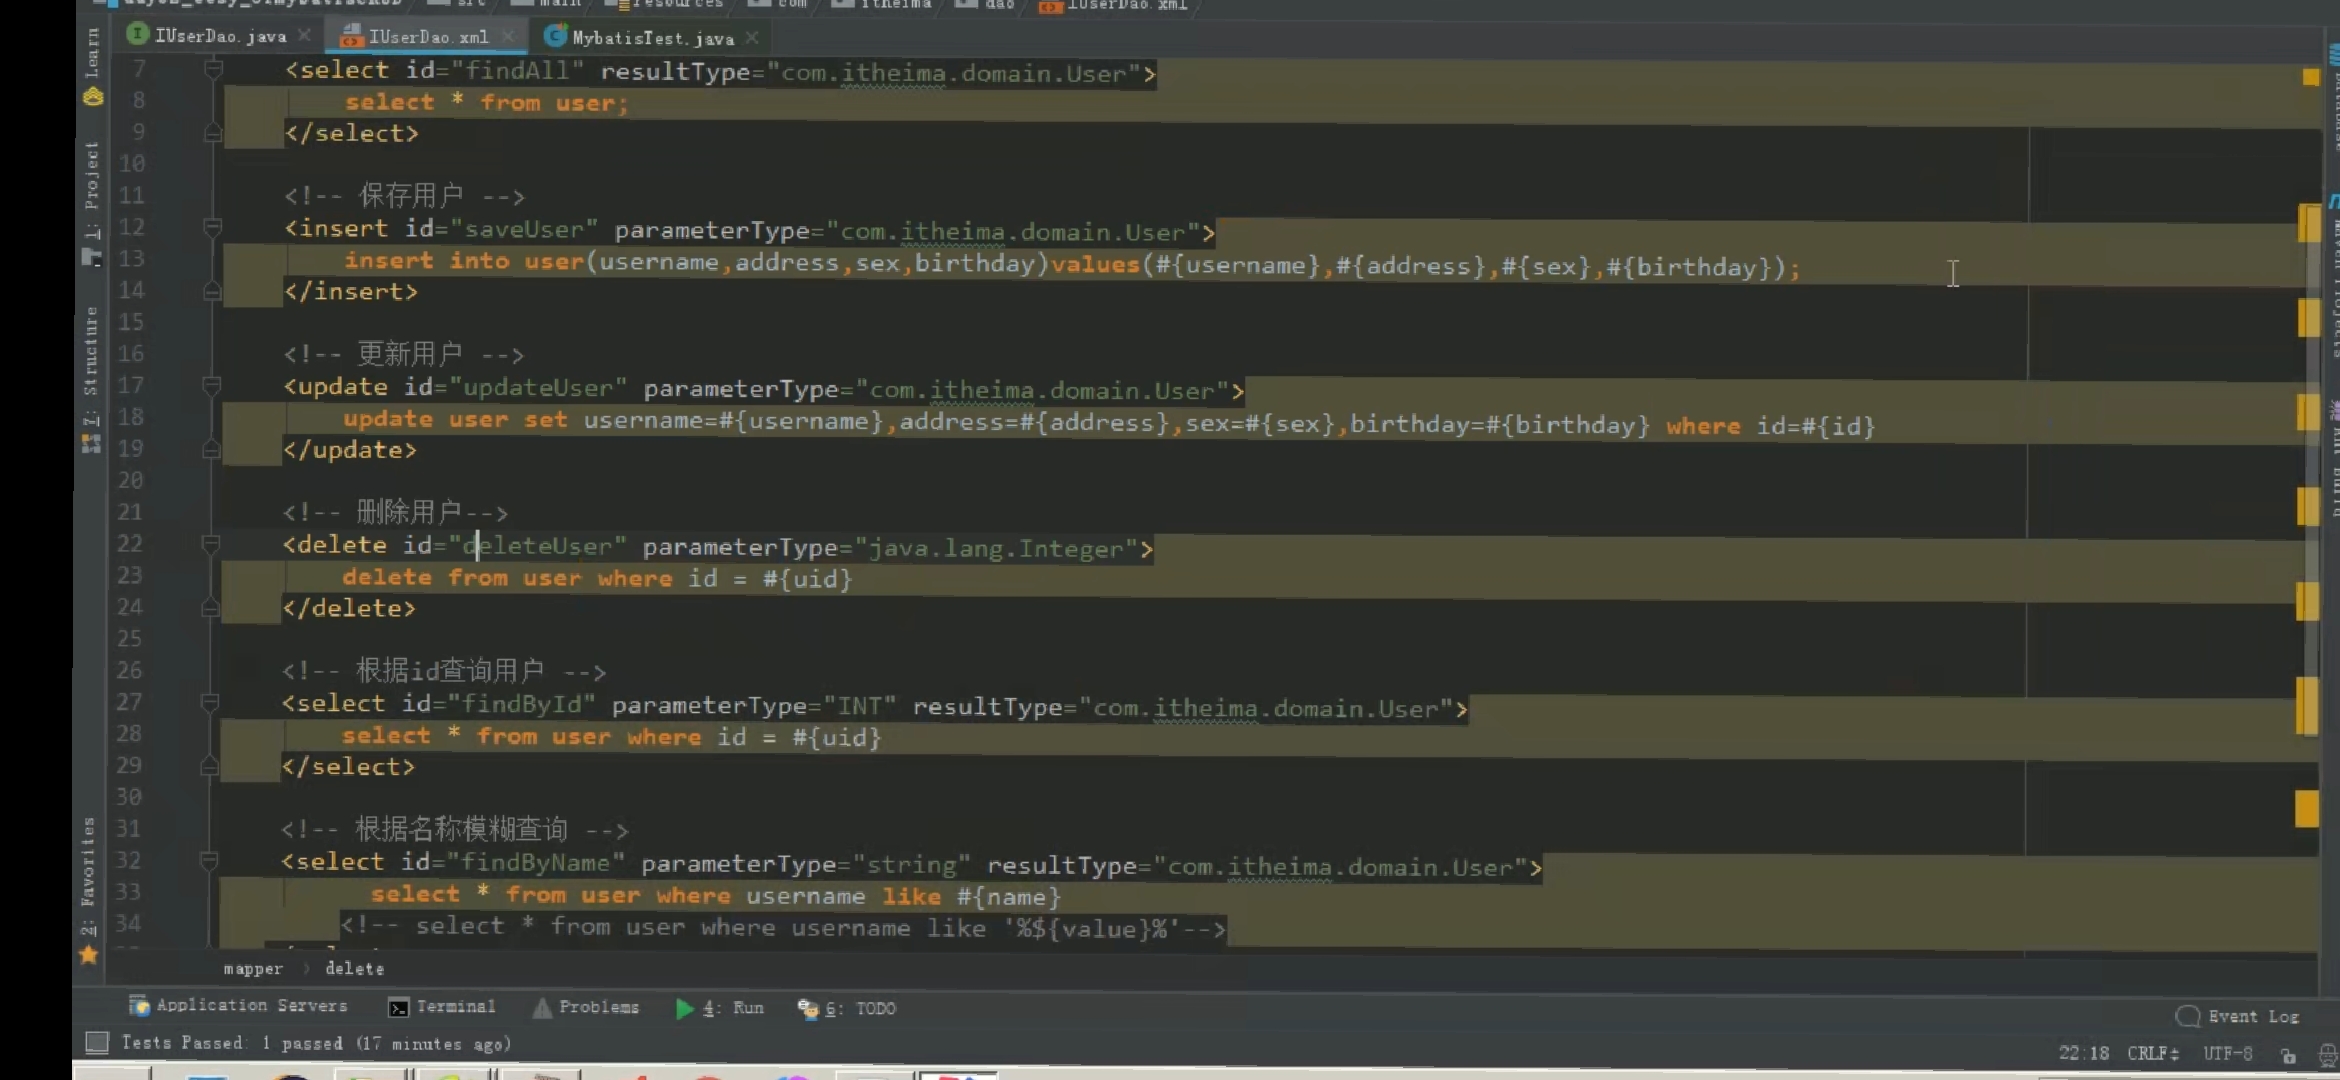 src main resources com itheima dao IUserDao.xml
IUserDao.java IUserDao.xml MybatisTest.java
7 <select id="findAll" resultType="com.itheima.domain.User">
8 select * from user;
9 </select>
10
11 <!-- 保存用户 -->
12 <insert id="saveUser" parameterType="com.itheima.domain.User">
13 insert into user(username,address,sex,birthday)values(#{username},#{address},#{sex},#{birthday});
14 </insert>
15
16 <!-- 更新用户 -->
17 <update id="updateUser" parameterType="com.itheima.domain.User">
18 update user set username=#{username},address=#{address},sex=#{sex},birthday=#{birthday} where id=#{id}
19 </update>
20
21 <!-- 删除用户-->
22 <delete id="deleteUser" parameterType="java.lang.Integer">
23 delete from user where id = #{uid}
24 </delete>
25
26 <!-- 根据id查询用户 -->
27 <select id="findById" parameterType="INT" resultType="com.itheima.domain.User">
28 select * from user where id = #{uid}
29 </select>
30
31 <!-- 根据名称模糊查询 -->
32 <select id="findByName" parameterType="string" resultType="com.itheima.domain.User">
33 select * from user where username like #{name}
34 <!-- select * from user where username like '%${value}%'-->
mapper delete
Learn
1: Project
7: Structure
2: Favorites
Application Servers Terminal Problems 4: Run 6: TODO
Event Log
Tests Passed: 1 passed (17 minutes ago)
22:18 CRLF UTF-8